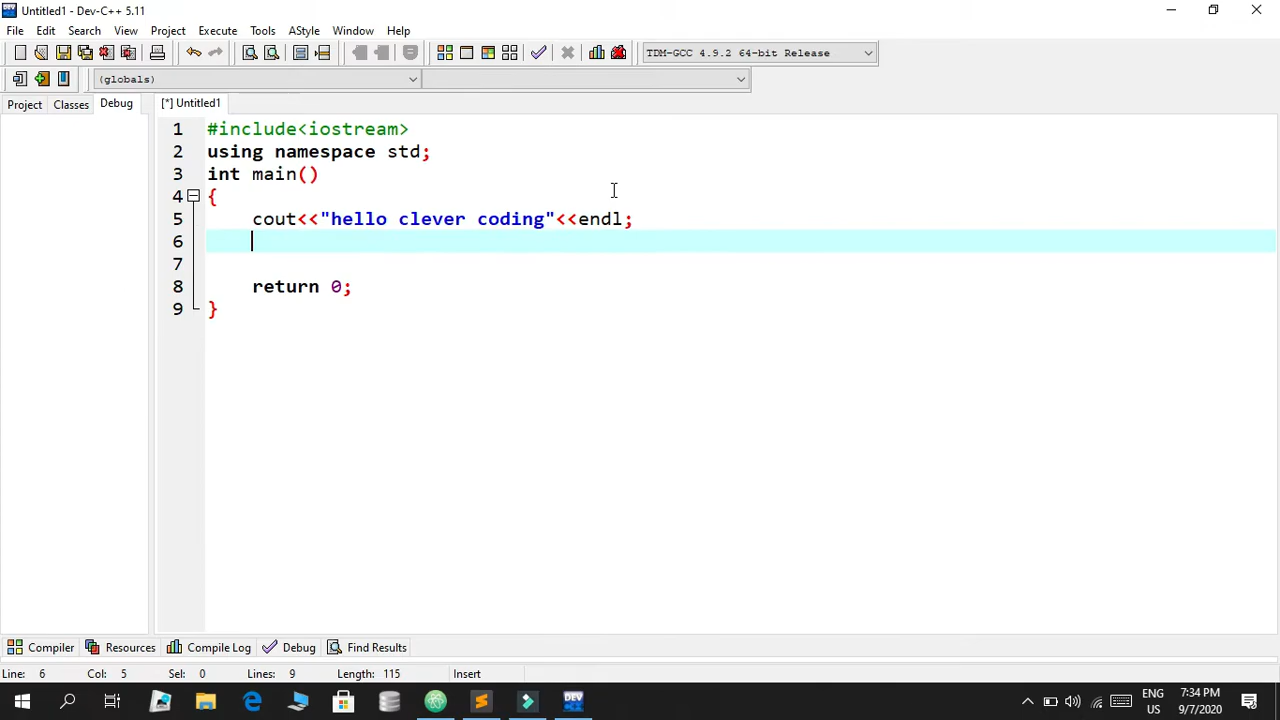 Untitled1 - Dev-C++ 5.11
File Edit Search View Project Execute Tools AStyle Window Help
TDM-GCC 4.9.2 64-bit Release
(globals)
Project Classes Debug [*] Untitled1
1 #include<iostream>
2 using namespace std;
3 int main()
4 {
5 cout<<"hello clever coding"<<endl;
6
7
8 return 0;
9 }
Compiler Resources Compile Log Debug Find Results
Line: 6 Col: 5 Sel: 0 Lines: 9 Length: 115 Insert
DEV
ENG 7:34 PM
US 9/7/2020